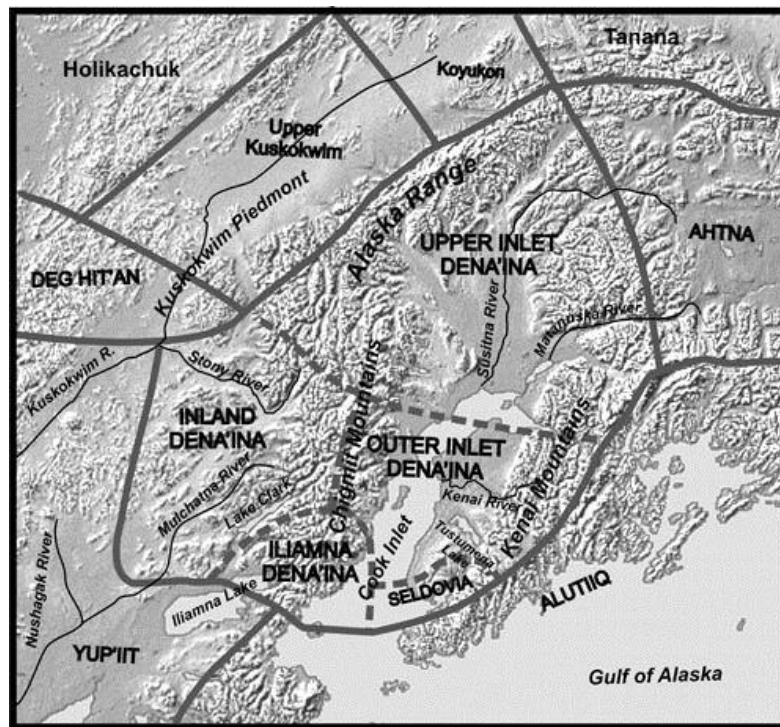 Tanana
Holikachuk
Koyukon
Upper
Kuskokwim
Kuskokwim Piedmont
Alaska Range
UPPER INLET
DENA'INA
AHTNA
DEG HIT'AN
Susitna River
Matanuska River
Kuskokwim R.
Stony River
Chigmit Mountains
INLAND
DENA'INA
OUTER INLET
DENA'INA
Kenai Mountains
Mulchatna River
Lake Clark
Kenai River
Cook Inlet
Tustumena
Lake
Nushagak River
ILIAMNA
DENA'INA
Iliamna Lake
SELDOVIA
ALUTIIQ
YUP'IIT
Gulf of Alaska